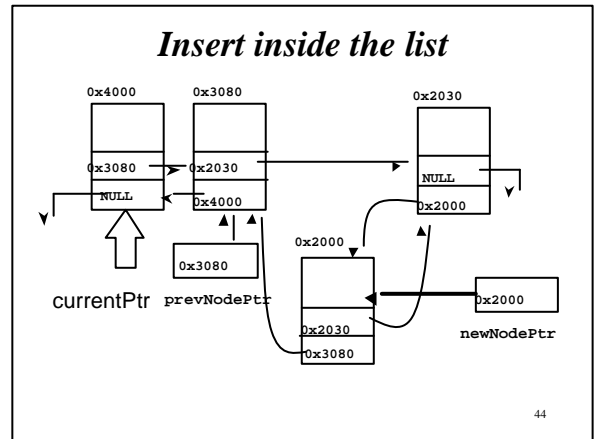 Insert inside the list
0x4000
0x3080
0x2030
0x3080
0x2030
NULL
NULL
0x4000
0x2000
0x2000
0x3080
currentPtr
prevNodePtr
0x2000
newNodePtr
0x2030
0x3080
44